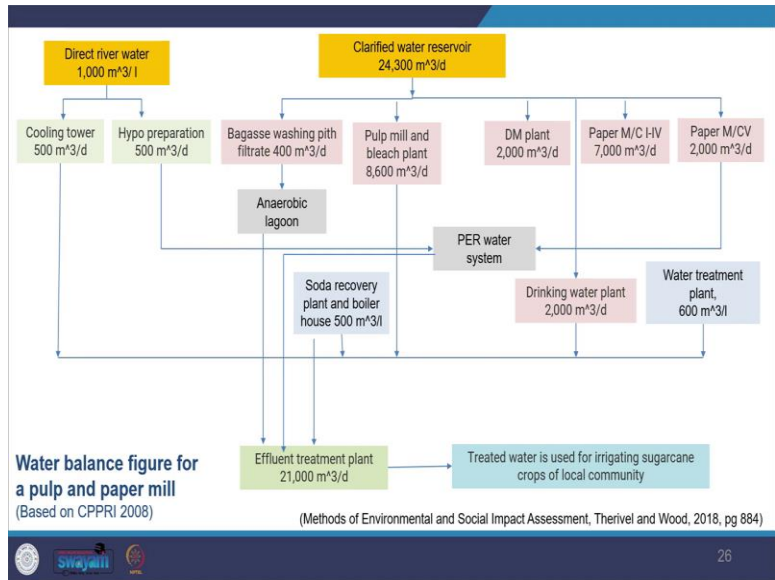 Direct river water
1,000 m^3/ l
Clarified water reservoir
24,300 m^3/d
Cooling tower
500 m^3/d
Hypo preparation
500 m^3/d
Bagasse washing pith
filtrate 400 m^3/d
Pulp mill and
bleach plant
8,600 m^3/d
DM plant
2,000 m^3/d
Paper M/C I-IV
7,000 m^3/d
Paper M/CV
2,000 m^3/d
Anaerobic
lagoon
PER water
system
Soda recovery
plant and boiler
house 500 m^3/l
Drinking water plant
2,000 m^3/d
Water treatment
plant,
600 m^3/l
Effluent treatment plant
21,000 m^3/d
Treated water is used for irrigating sugarcane
crops of local community
Water balance figure for
a pulp and paper mill
(Based on CPPRI 2008)
(Methods of Environmental and Social Impact Assessment, Therivel and Wood, 2018, pg 884)
swayam
26